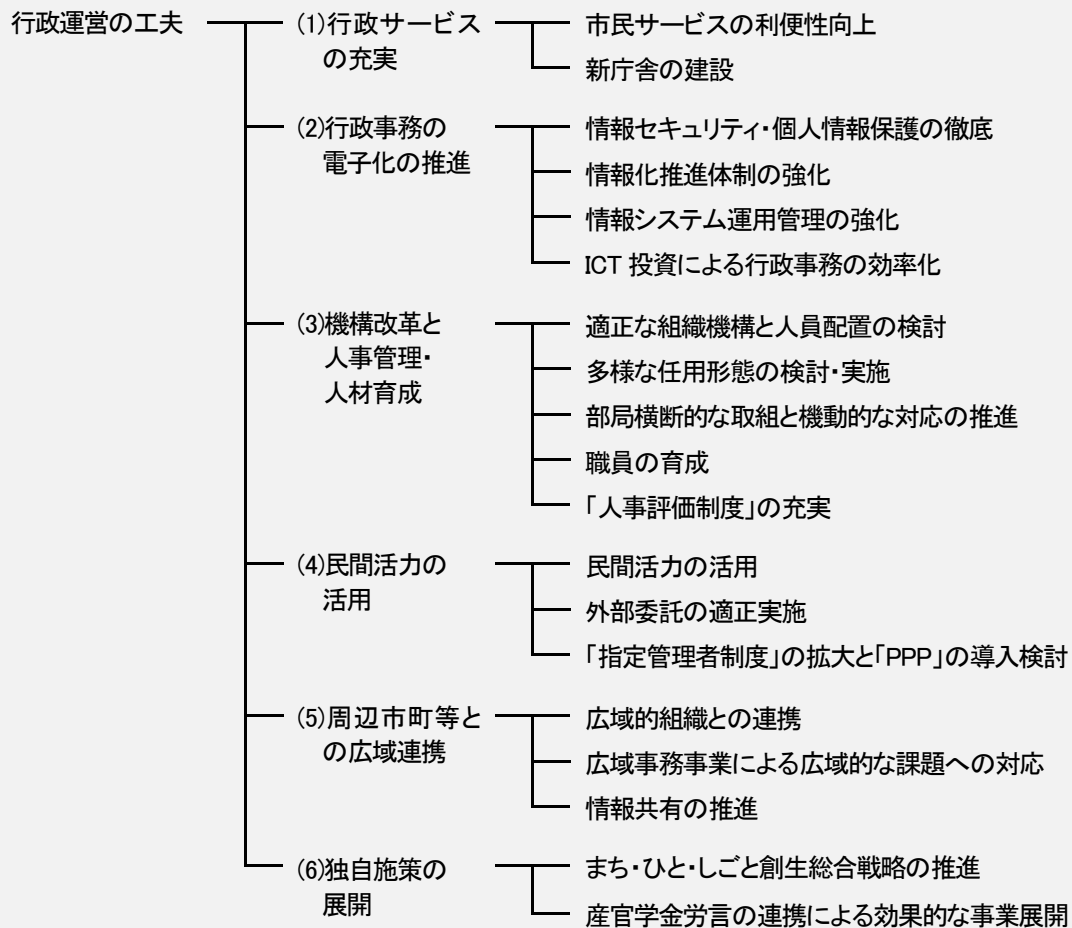 行政運営の工夫
(1)行政サービス
の充実
市民サービスの利便性向上
新庁舎の建設
(2)行政事務の
電子化の推進
情報セキュリティ・個人情報保護の徹底
情報化推進体制の強化
情報システム運用管理の強化
ICT 投資による行政事務の効率化
(3)機構改革と
人事管理・
人材育成
適正な組織機構と人員配置の検討
多様な任用形態の検討・実施
部局横断的な取組と機動的な対応の推進
職員の育成
「人事評価制度」の充実
(4)民間活力の
活用
民間活力の活用
外部委託の適正実施
「指定管理者制度」の拡大と「PPP」の導入検討
(5)周辺市町等と
の広域連携
広域的組織との連携
広域事務事業による広域的な課題への対応
情報共有の推進
(6)独自施策の
展開
まち・ひと・しごと創生総合戦略の推進
産官学金労言の連携による効果的な事業展開